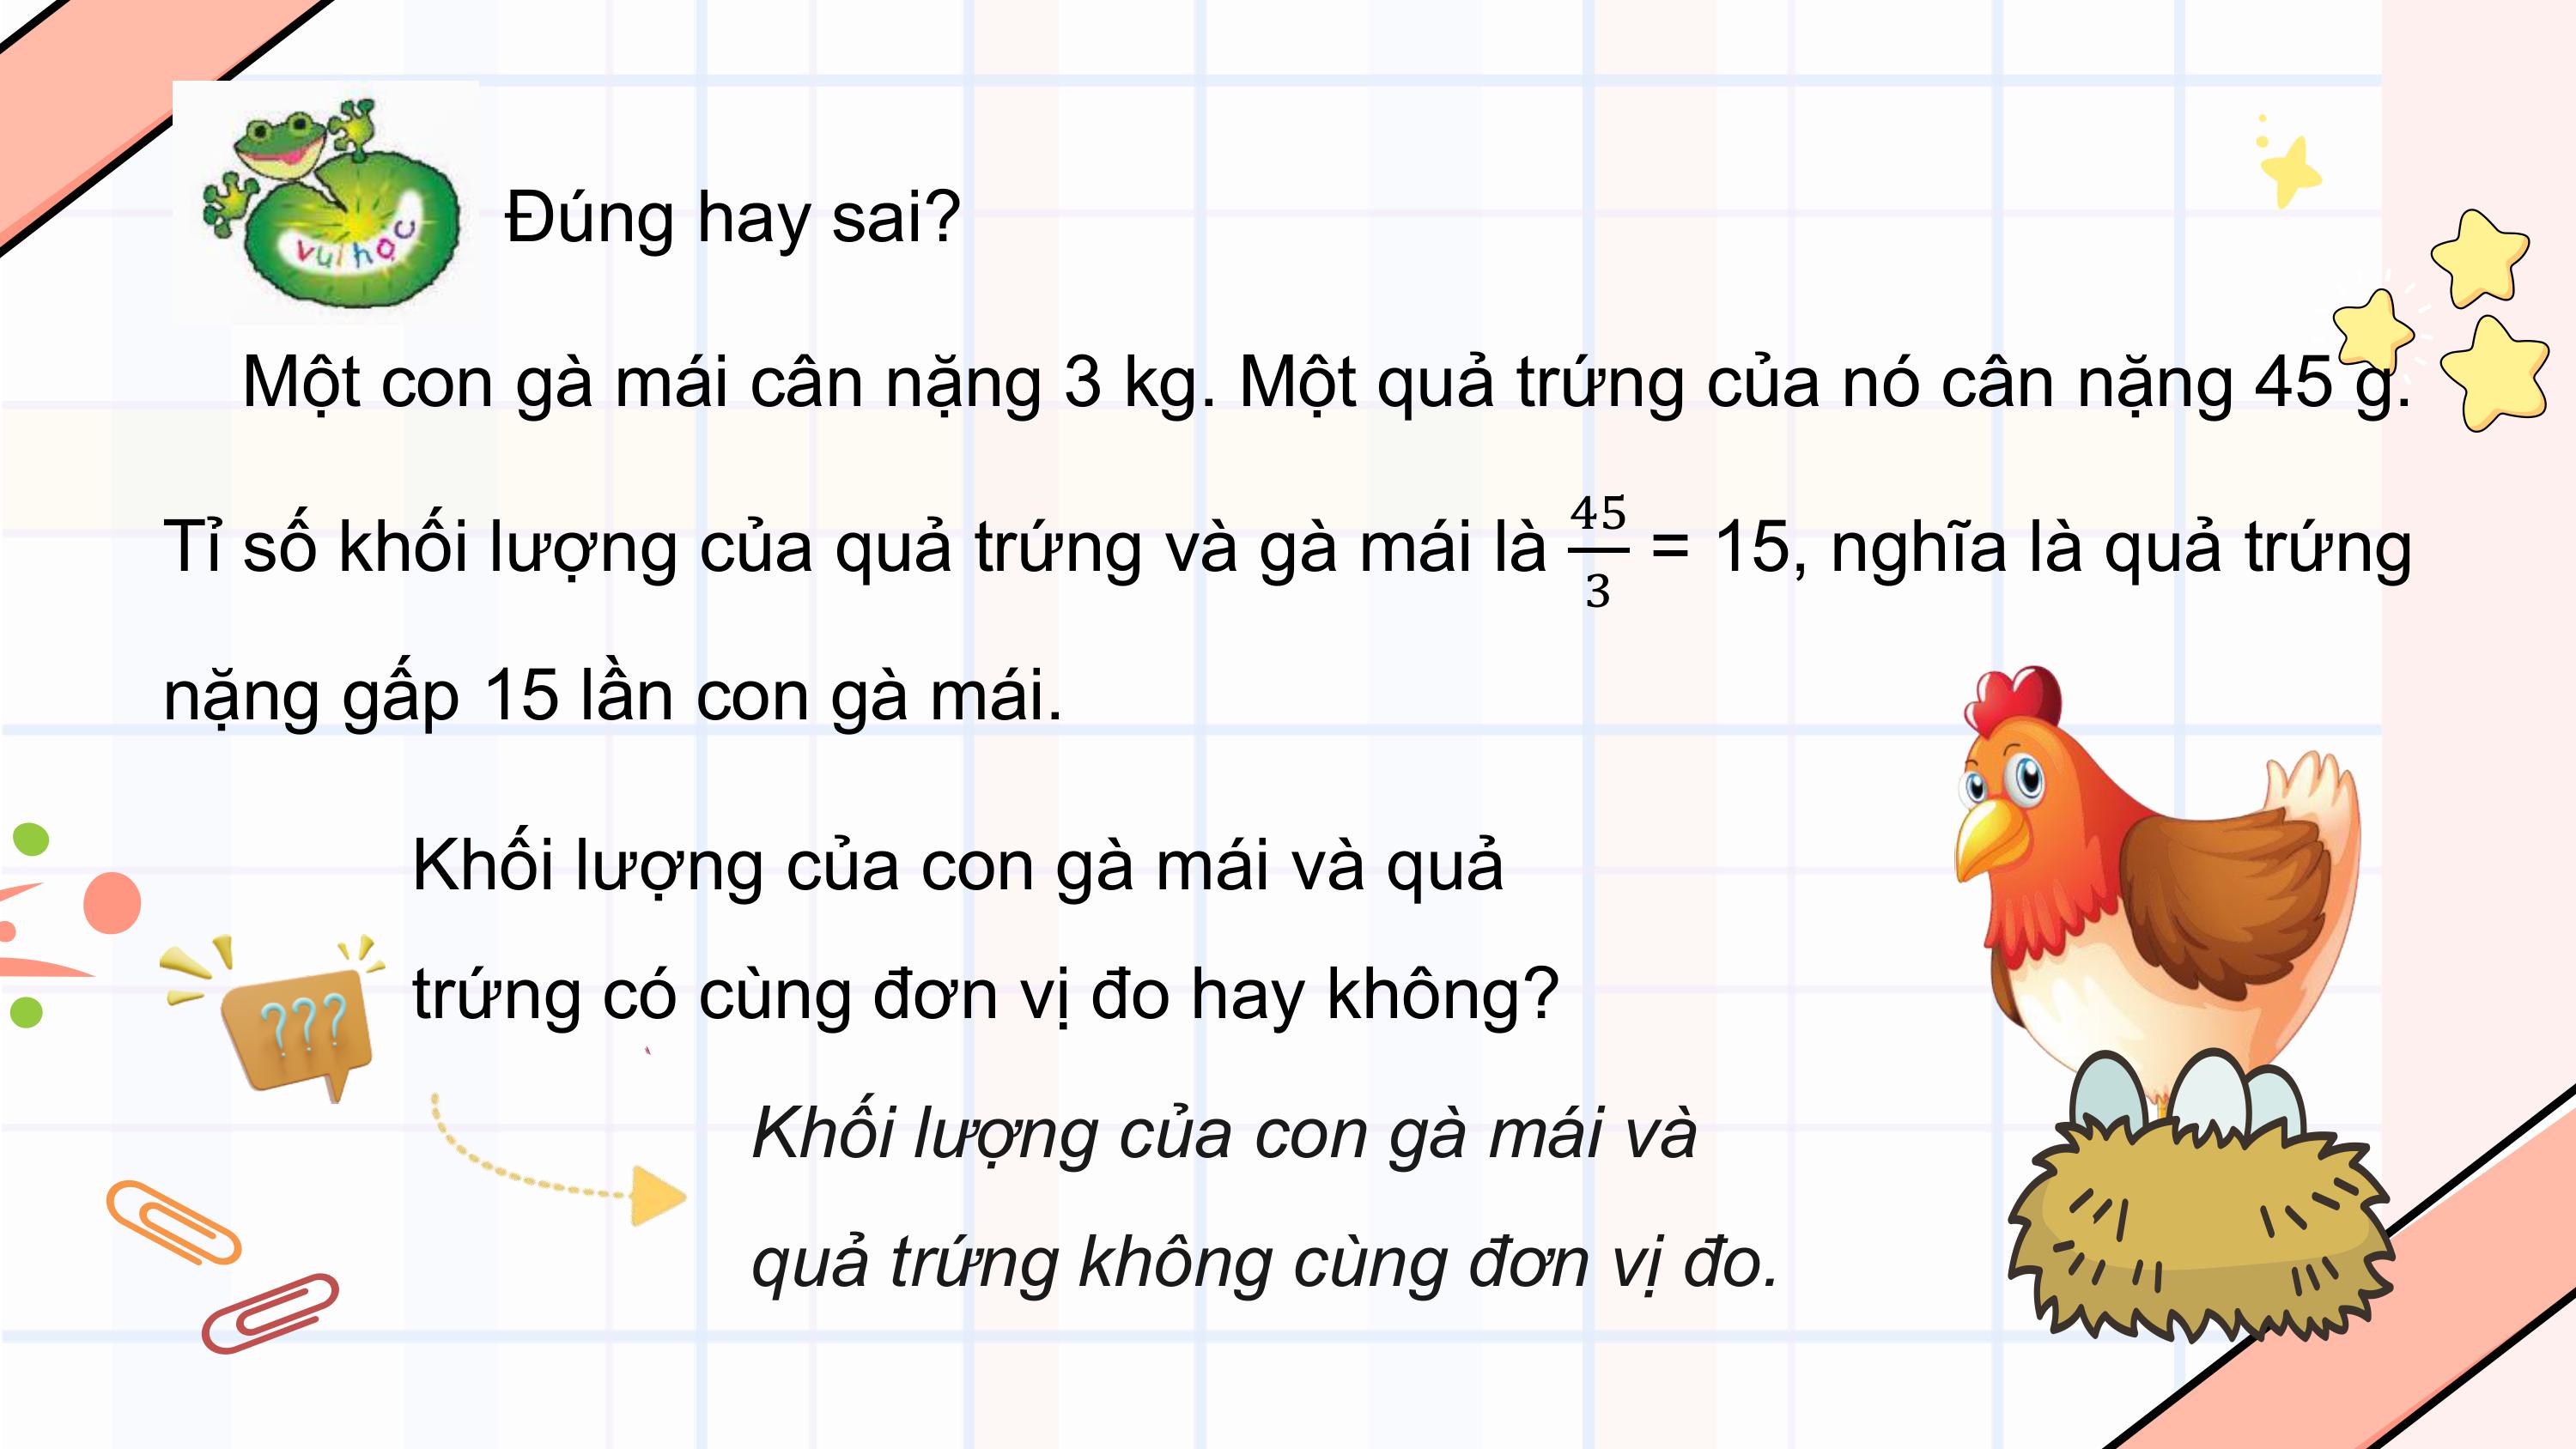 vui học
Đúng hay sai?
Một con gà mái cân nặng 3 kg. Một quả trứng của nó cân nặng 45 g.
Tỉ số khối lượng của quả trứng và gà mái là 45/3 = 15, nghĩa là quả trứng
nặng gấp 15 lần con gà mái.
Khối lượng của con gà mái và quả
trứng có cùng đơn vị đo hay không?
???
Khối lượng của con gà mái và
quả trứng không cùng đơn vị đo.